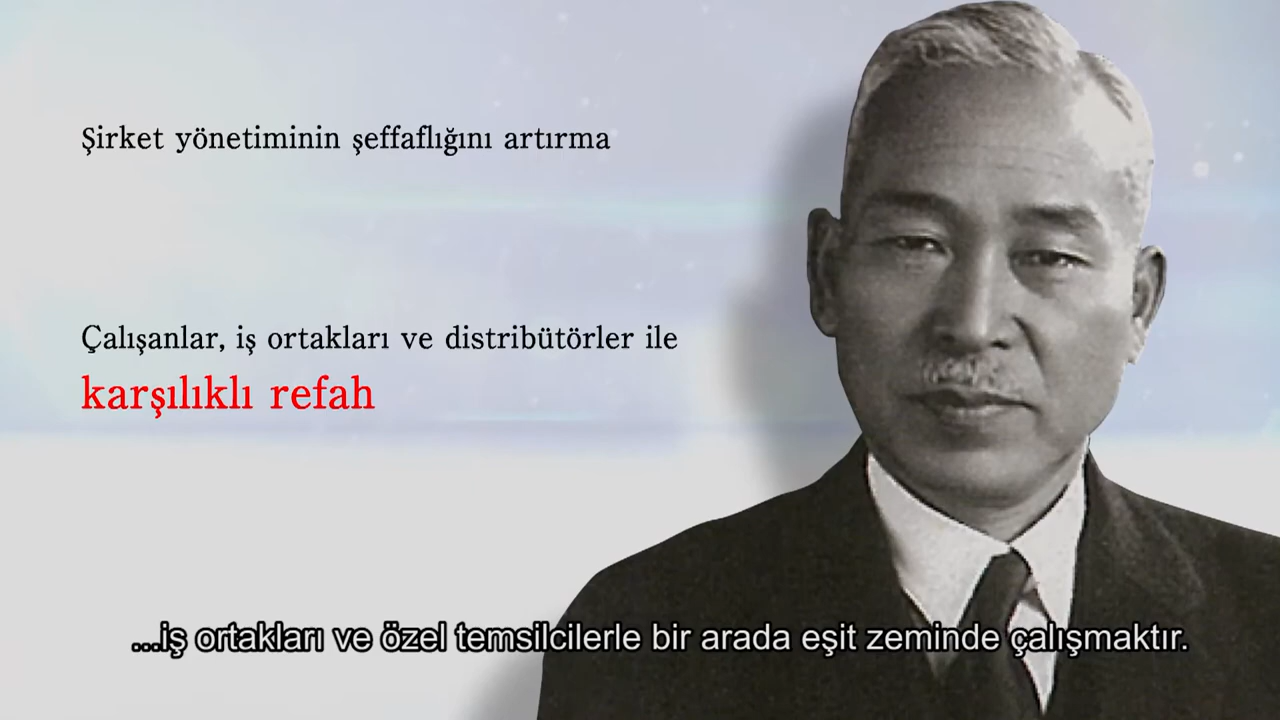 Şirket yönetiminin şeffaflığını artırma
Çalışanlar, iş ortakları ve distribütörler ile
karşılıklı refah
...iş ortakları ve özel temsilcilerle bir arada eşit zeminde çalışmaktır.